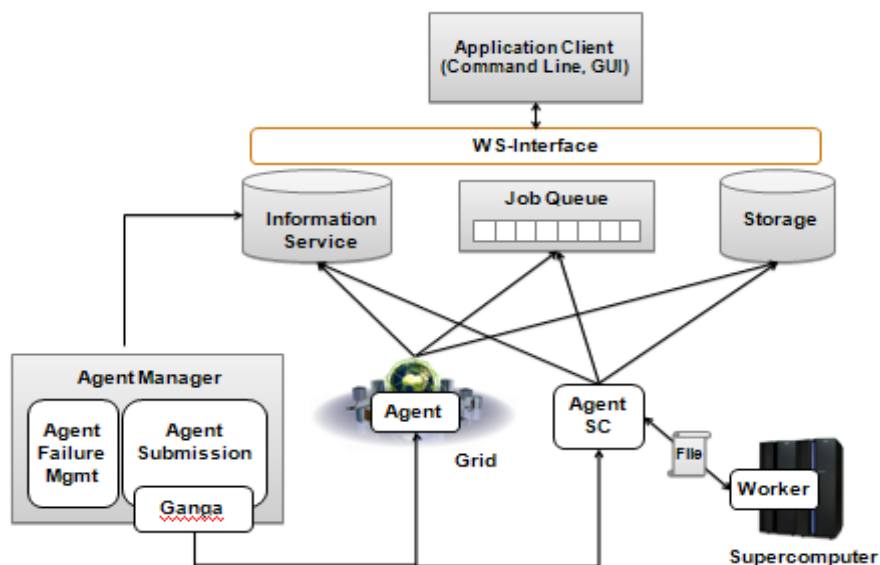 Application Client
(Command Line, GUI)
WS-Interface
Information
Service
Job Queue
Storage
Agent Manager
Agent
Failure
Mgmt
Agent
Submission
Ganga
Agent
Grid
Agent
SC
File
Worker
Supercomputer